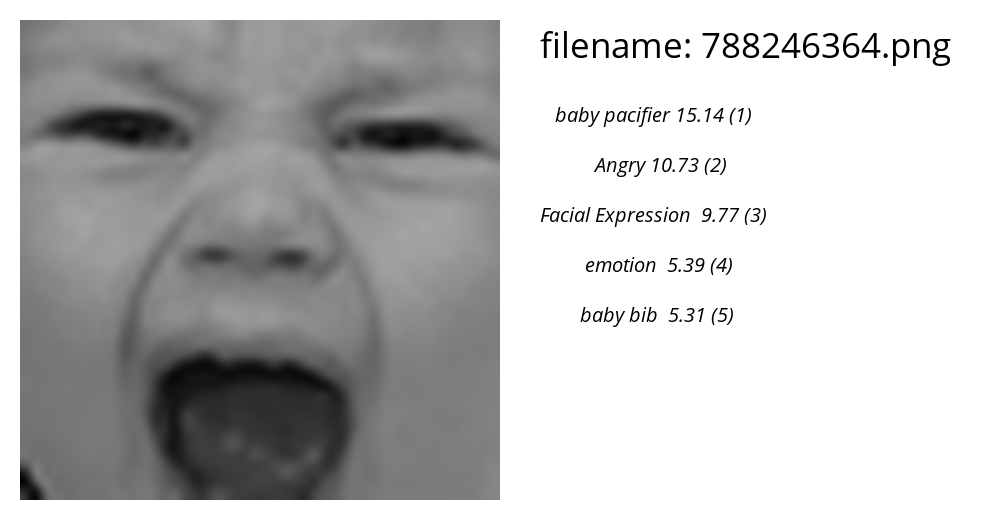 filename: 788246364.png
baby pacifier 15.14 (1)
Angry 10.73 (2)
Facial Expression  9.77 (3)
emotion  5.39 (4)
baby bib  5.31 (5)